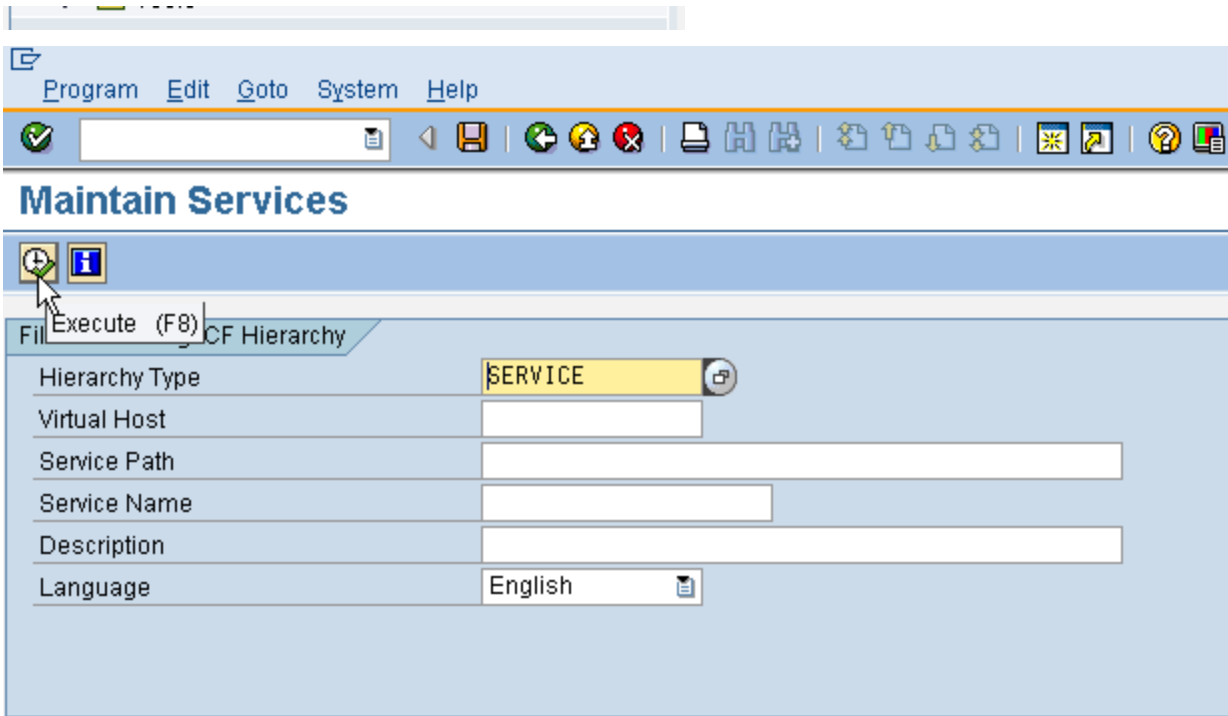 Program Edit Goto System Help
Maintain Services
Execute (F8)
CF Hierarchy
Hierarchy Type SERVICE
Virtual Host
Service Path
Service Name
Description
Language English